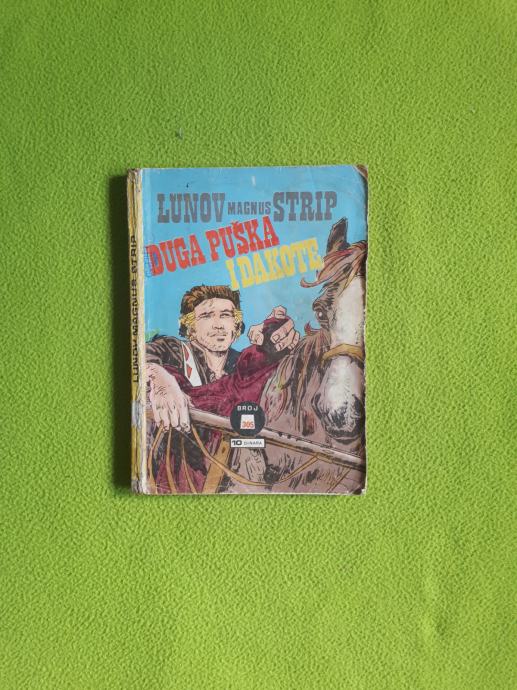 LUNOV MAGNUS STRIP
DUGA PUŠKA
I DAKOTE
BROJ
305
10 DINARA
LUNOV MAGNUS STRIP